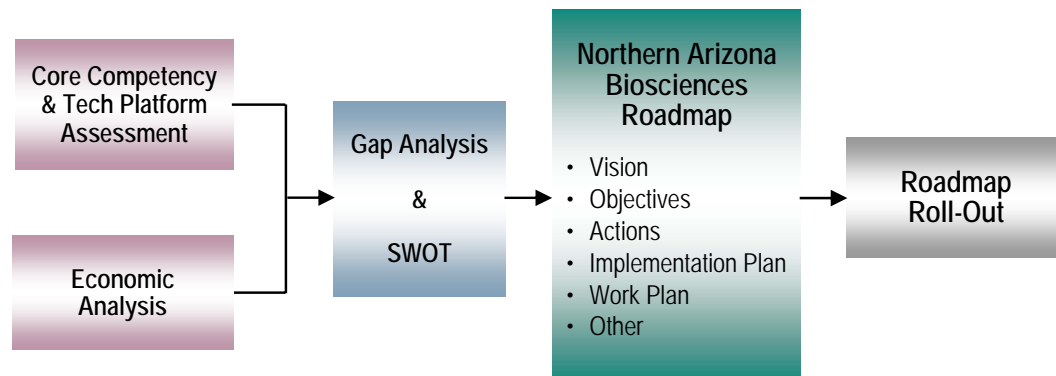 Core Competency
& Tech Platform
Assessment
Economic
Analysis
Gap Analysis
&
SWOT
Northern Arizona
Biosciences
Roadmap
• Vision
• Objectives
• Actions
• Implementation Plan
• Work Plan
• Other
Roadmap
Roll-Out